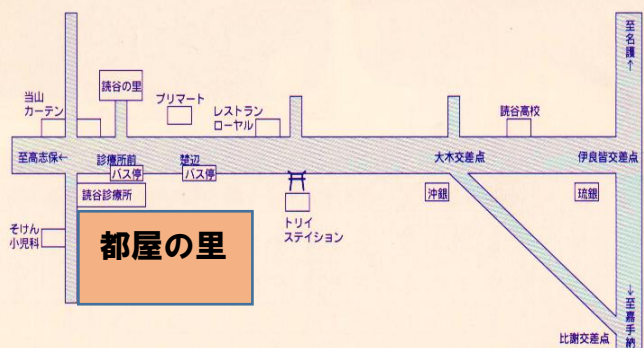 至名護↑
読谷の里
当山
カーテン
プリマート
レストラン
ローヤル
読谷高校
至高志保←
診療所前
バス停
楚辺
バス停
大木交差点
伊良皆交差点
読谷診療所
沖銀
琉銀
トリイ
ステイション
そけん
小児科
都屋の里
↓至嘉手納
比謝交差点